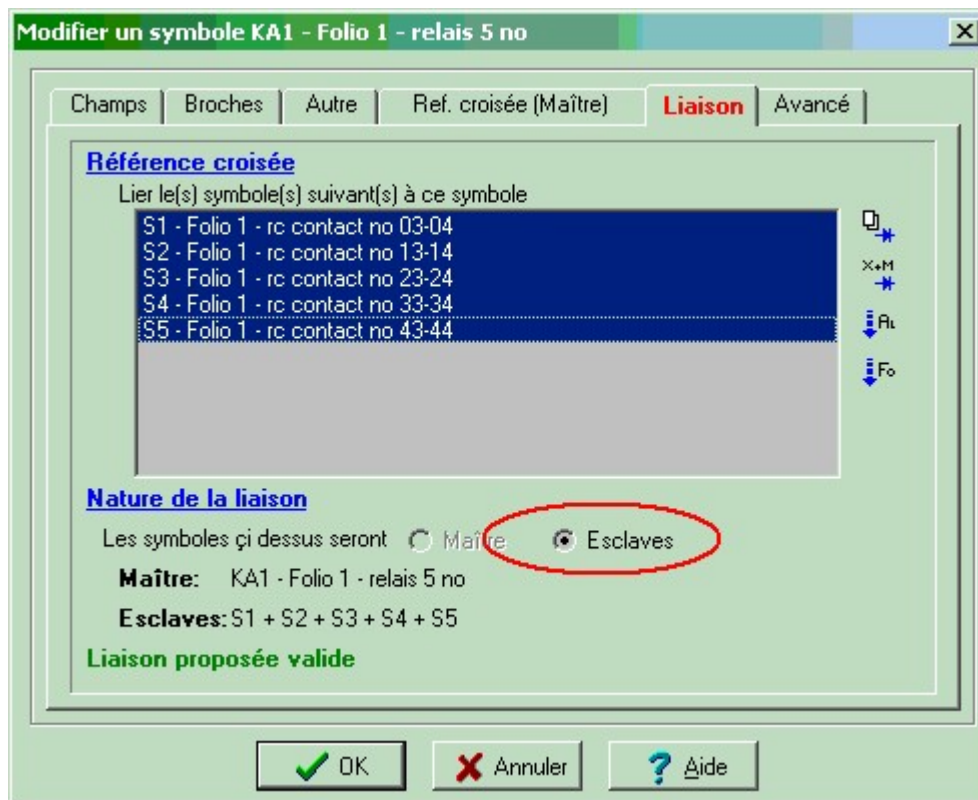 Modifier un symbole KA1 - Folio 1 - relais 5 no
Champs Broches Autre Ref. croisée (Maître) Liaison Avancé
Référence croisée
Lier le(s) symbole(s) suivant(s) à ce symbole
S1 - Folio 1 - rc contact no 03-04
S2 - Folio 1 - rc contact no 13-14
S3 - Folio 1 - rc contact no 23-24
S4 - Folio 1 - rc contact no 33-34
S5 - Folio 1 - rc contact no 43-44
X+M
Fo
Nature de la liaison
Les symboles çi dessus seront Maître Esclaves
Maître: KA1 - Folio 1 - relais 5 no
Esclaves: S1 + S2 + S3 + S4 + S5
Liaison proposée valide
OK Annuler Aide